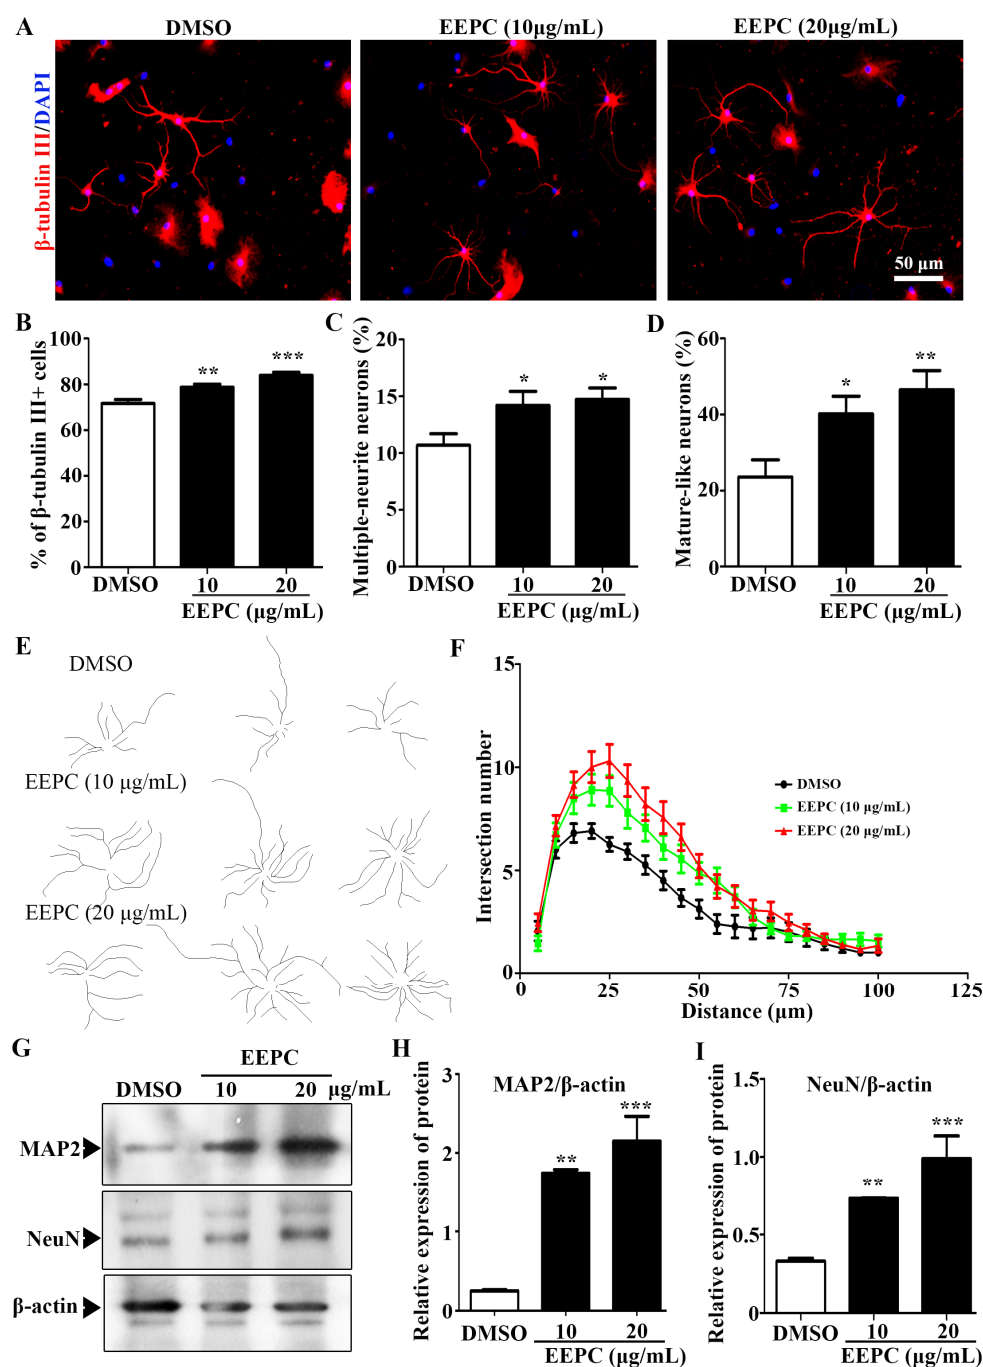 A
DMSO
EEPC (10μg/mL)
EEPC (20μg/mL)
β-tubulin III/DAPI
50 μm
B
% of β-tubulin III+ cells
100
80
60
40
20
0
**
***
DMSO
10
20
EEPC (μg/mL)
C
Multiple-neurite neurons (%)
20
15
10
5
0
*
*
DMSO
10
20
EEPC (μg/mL)
D
Mature-like neurons (%)
60
40
20
0
*
**
DMSO
10
20
EEPC (μg/mL)
E
DMSO
EEPC (10 μg/mL)
EEPC (20 μg/mL)
F
Intersection number
15
10
5
0
0
25
50
75
100
125
Distance (μm)
DMSO
EEPC (10 μg/mL)
EEPC (20 μg/mL)
G
EEPC
DMSO
10
20
μg/mL
MAP2
NeuN
β-actin
H
MAP2/β-actin
Relative expression of protein
3
2
1
0
**
***
DMSO
10
20
EEPC (μg/mL)
I
NeuN/β-actin
Relative expression of protein
1.5
1.0
0.5
0
**
***
DMSO
10
20
EEPC (μg/mL)